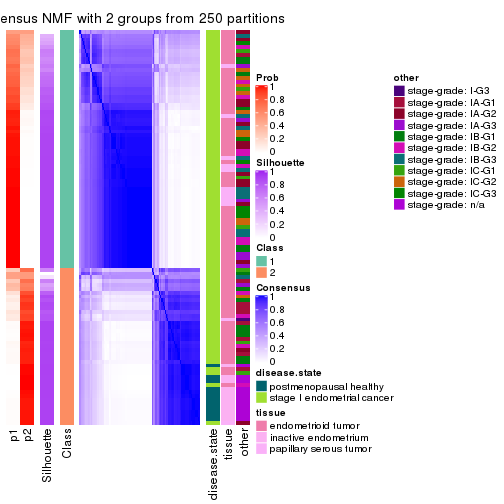 ensus NMF with 2 groups from 250 partitions
Prob
1
0.8
0.6
0.4
0.2
0
Silhouette
1
0.8
0.6
0.4
0.2
0
Class
1
2
Consensus
1
0.8
0.6
0.4
0.2
0
disease.state
postmenopausal healthy
stage I endometrial cancer
tissue
endometrioid tumor
inactive endometrium
papillary serous tumor
other
stage-grade: I-G3
stage-grade: IA-G1
stage-grade: IA-G2
stage-grade: IA-G3
stage-grade: IB-G1
stage-grade: IB-G2
stage-grade: IB-G3
stage-grade: IC-G1
stage-grade: IC-G2
stage-grade: IC-G3
stage-grade: n/a
p1
p2
Silhouette
Class
disease.state
tissue
other